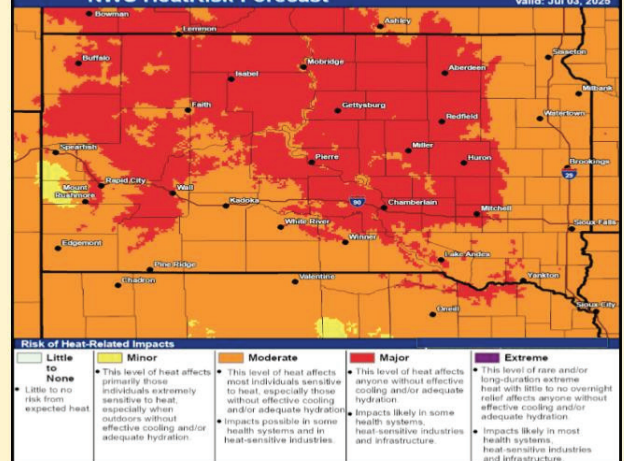 NWS HeatRisk Forecast
Valid: Jul 03, 2025
Bowman
Ashley
Lemmon
Sisseton
Buffalo
Mobridge
Aberdeen
Isabel
Milbank
Faith
Gettysburg
Redfield
Watertown
Spearfish
Miller
Huron
Pierre
Brookings
29
Rapid City
Mount
Rushmore
Wall
Kadoka
90
Chamberlain
Mitchell
White River
Sioux Falls
Winner
Edgemont
Lake Andes
Pine Ridge
Chadron
Valentine
Yankton
Oneill
Sioux City
Risk of Heat-Related Impacts
Little
to
None
• Little to no
risk from
expected heat.
Minor
• This level of heat affects
primarily those
individuals extremely
sensitive to heat,
especially when
outdoors without
effective cooling and/or
adequate hydration.
Moderate
• This level of heat affects
most individuals sensitive
to heat, especially those
without effective cooling
and/or adequate hydration
• Impacts possible in some
health systems and in
heat-sensitive industries.
Major
• This level of heat affects
anyone without effective
cooling and/or adequate
hydration.
• Impacts likely in some
health systems,
heat-sensitive industries
and infrastructure.
Extreme
• This level of rare and/or
long-duration extreme
heat with little to no overnight
relief affects anyone without
effective cooling and/or
adequate hydration.
• Impacts likely in most
health systems,
heat-sensitive industries
and infrastructure.